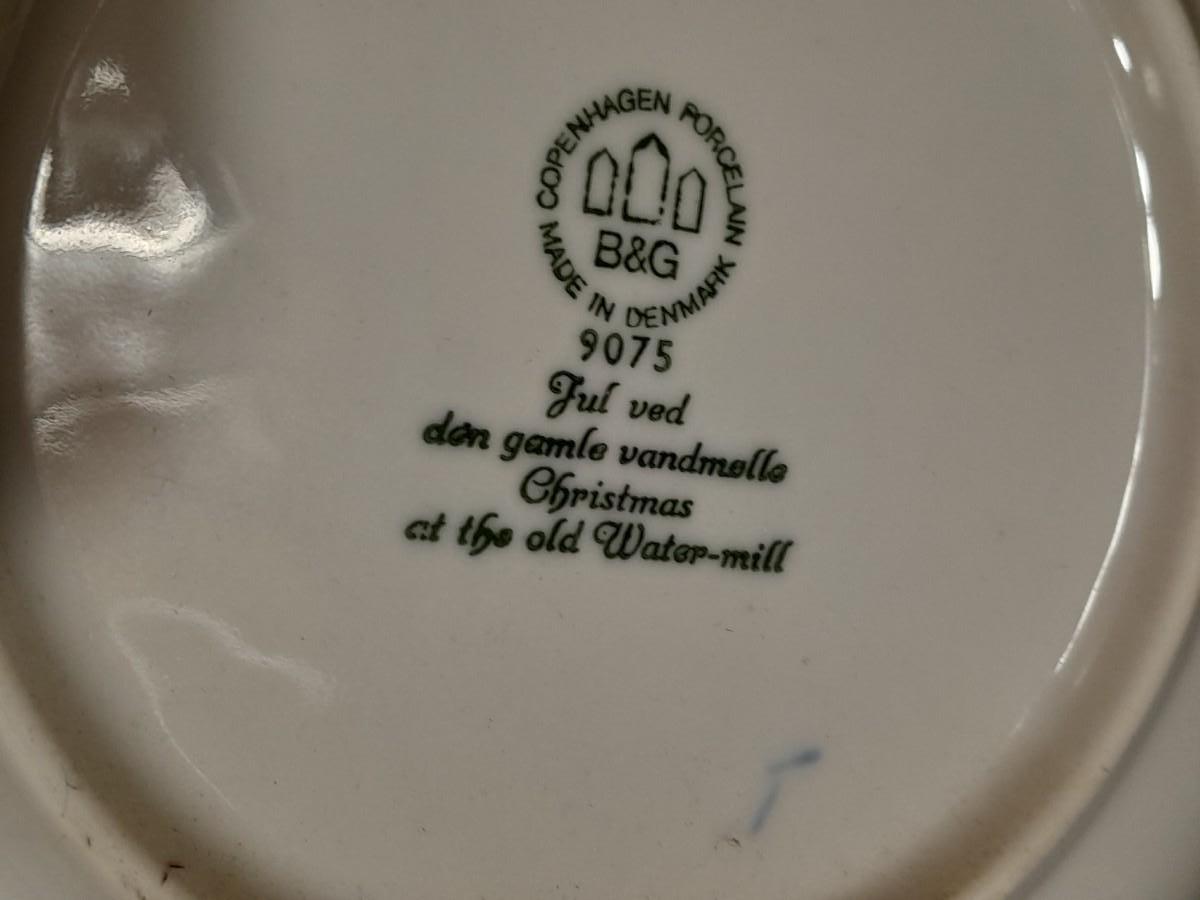 COPENHAGEN PORCELAIN
B&G
MADE IN DENMARK
9075
Jul ved
den gamle vandmølle
Christmas
at the old Water-mill